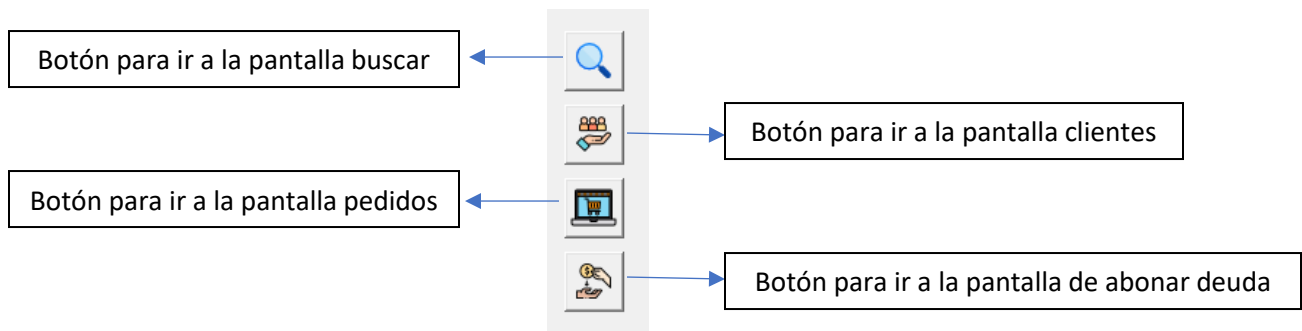 Botón para ir a la pantalla buscar
Botón para ir a la pantalla clientes
Botón para ir a la pantalla pedidos
Botón para ir a la pantalla de abonar deuda